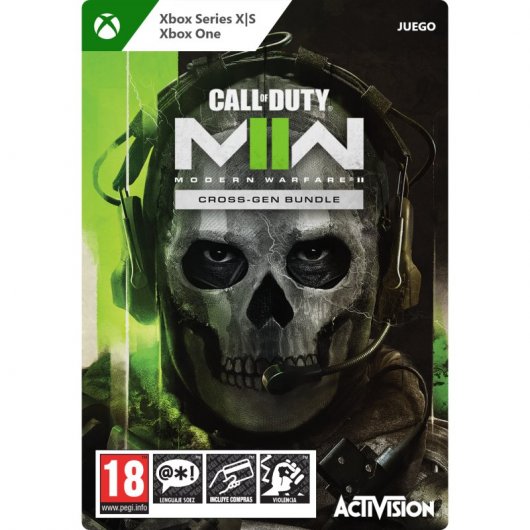 Xbox Series X|S
Xbox One
JUEGO
CALL OF DUTY®
MIIW
MODERN WARFARE® II
CROSS-GEN BUNDLE
18
www.pegi.info
@*!
LENGUAJE SOEZ
INCLUYE COMPRAS
VIOLENCIA
ACTIVISION